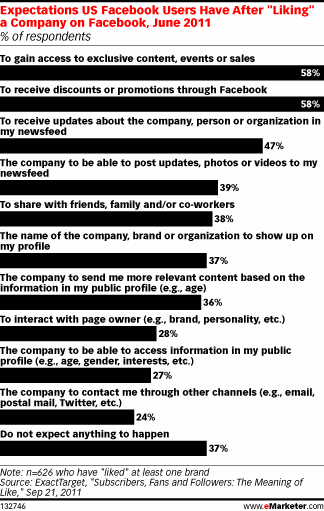 Expectations US Facebook Users Have After "Liking"
a Company on Facebook, June 2011
% of respondents
To gain access to exclusive content, events or sales
58%
To receive discounts or promotions through Facebook
58%
To receive updates about the company, person or organization in
my newsfeed
47%
The company to be able to post updates, photos or videos to my
newsfeed
39%
To share with friends, family and/or co-workers
38%
The name of the company, brand or organization to show up on
my profile
37%
The company to send me more relevant content based on the
information in my public profile (e.g., age)
36%
To interact with page owner (e.g., brand, personality, etc.)
28%
The company to be able to access information in my public
profile (e.g., age, gender, interests, etc.)
27%
The company to contact me through other channels (e.g., email,
postal mail, Twitter, etc.)
24%
Do not expect anything to happen
37%
Note: n=626 who have "liked" at least one brand
Source: ExactTarget, "Subscribers, Fans and Followers: The Meaning of
Like," Sep 21, 2011
132746 www.eMarketer.com